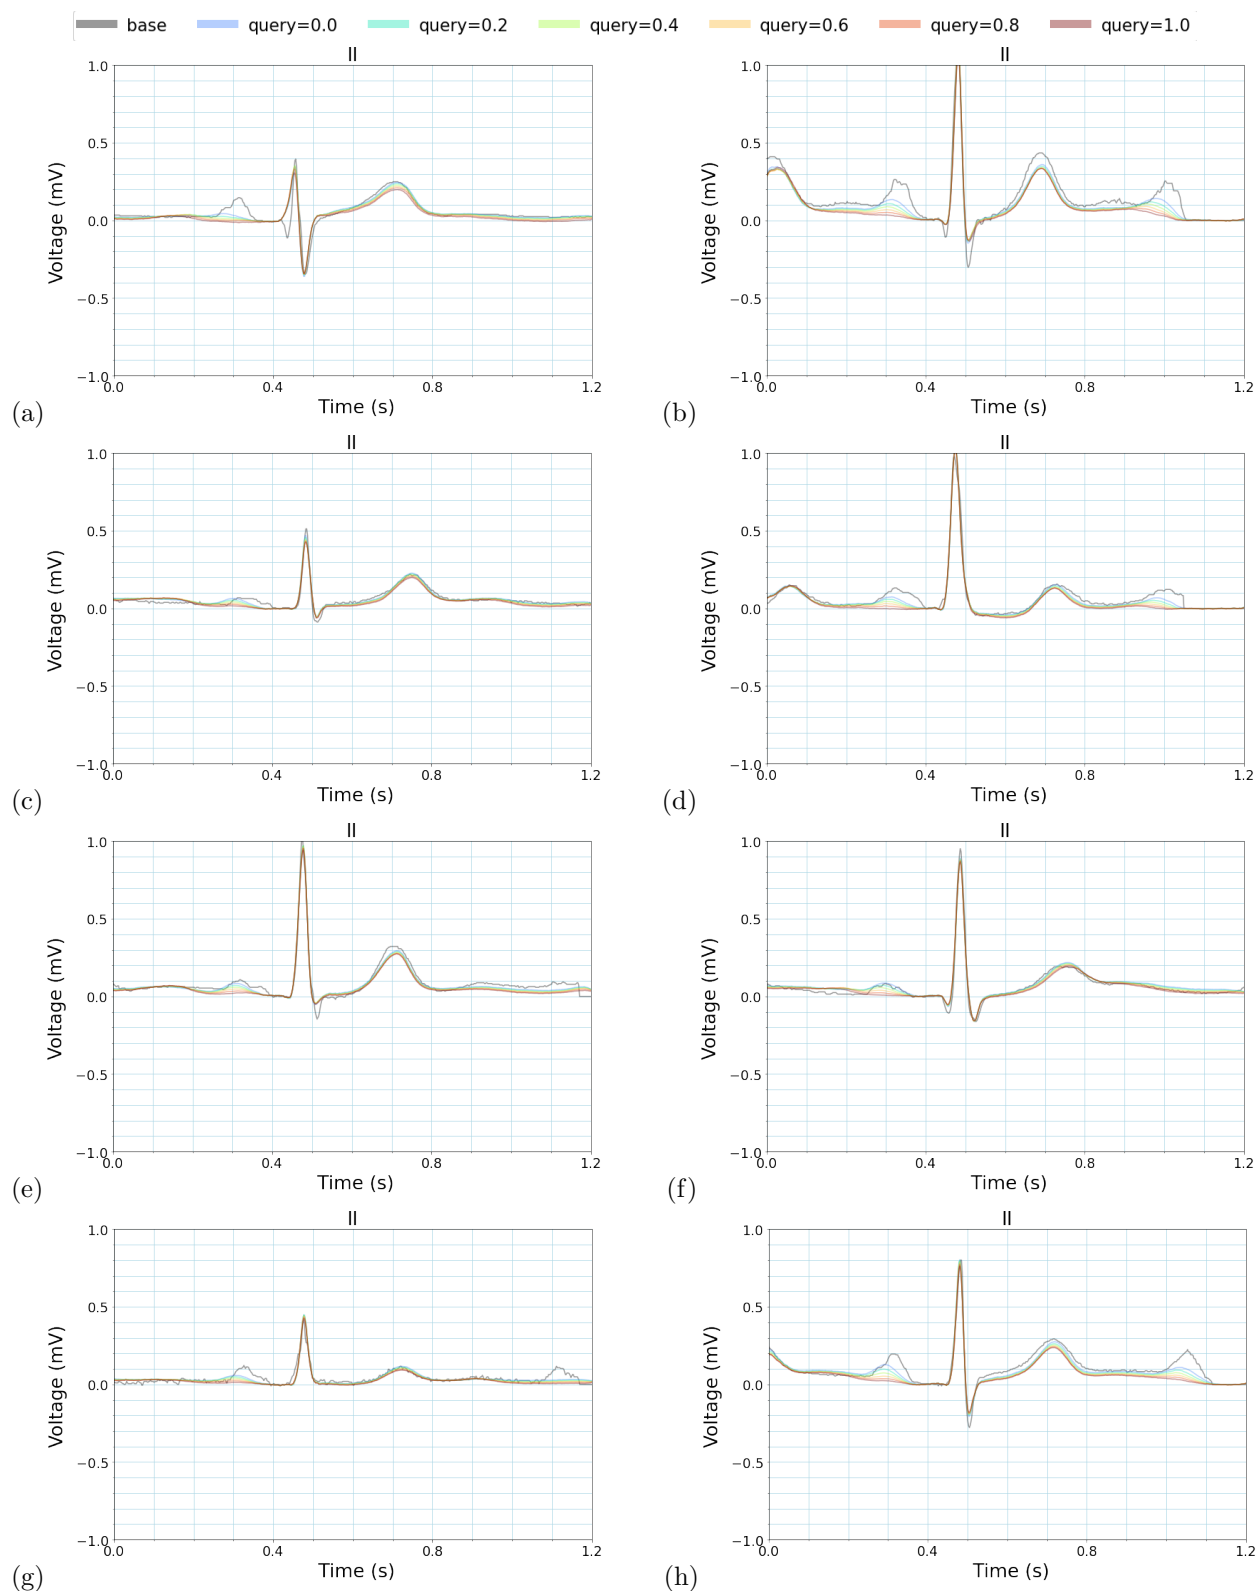 base query=0.0 query=0.2 query=0.4 query=0.6 query=0.8 query=1.0
II II
1.0 1.0
0.5 0.5
0.0 0.0
−0.5 −0.5
−1.0 −1.0
Voltage (mV) Voltage (mV)
0.0 0.4 0.8 1.2 0.0 0.4 0.8 1.2
Time (s) Time (s)
(a) (b)
II II
1.0 1.0
0.5 0.5
0.0 0.0
−0.5 −0.5
−1.0 −1.0
Voltage (mV) Voltage (mV)
0.0 0.4 0.8 1.2 0.0 0.4 0.8 1.2
Time (s) Time (s)
(c) (d)
II II
1.0 1.0
0.5 0.5
0.0 0.0
−0.5 −0.5
−1.0 −1.0
Voltage (mV) Voltage (mV)
0.0 0.4 0.8 1.2 0.0 0.4 0.8 1.2
Time (s) Time (s)
(e) (f)
II II
1.0 1.0
0.5 0.5
0.0 0.0
−0.5 −0.5
−1.0 −1.0
Voltage (mV) Voltage (mV)
0.0 0.4 0.8 1.2 0.0 0.4 0.8 1.2
Time (s) Time (s)
(g) (h)